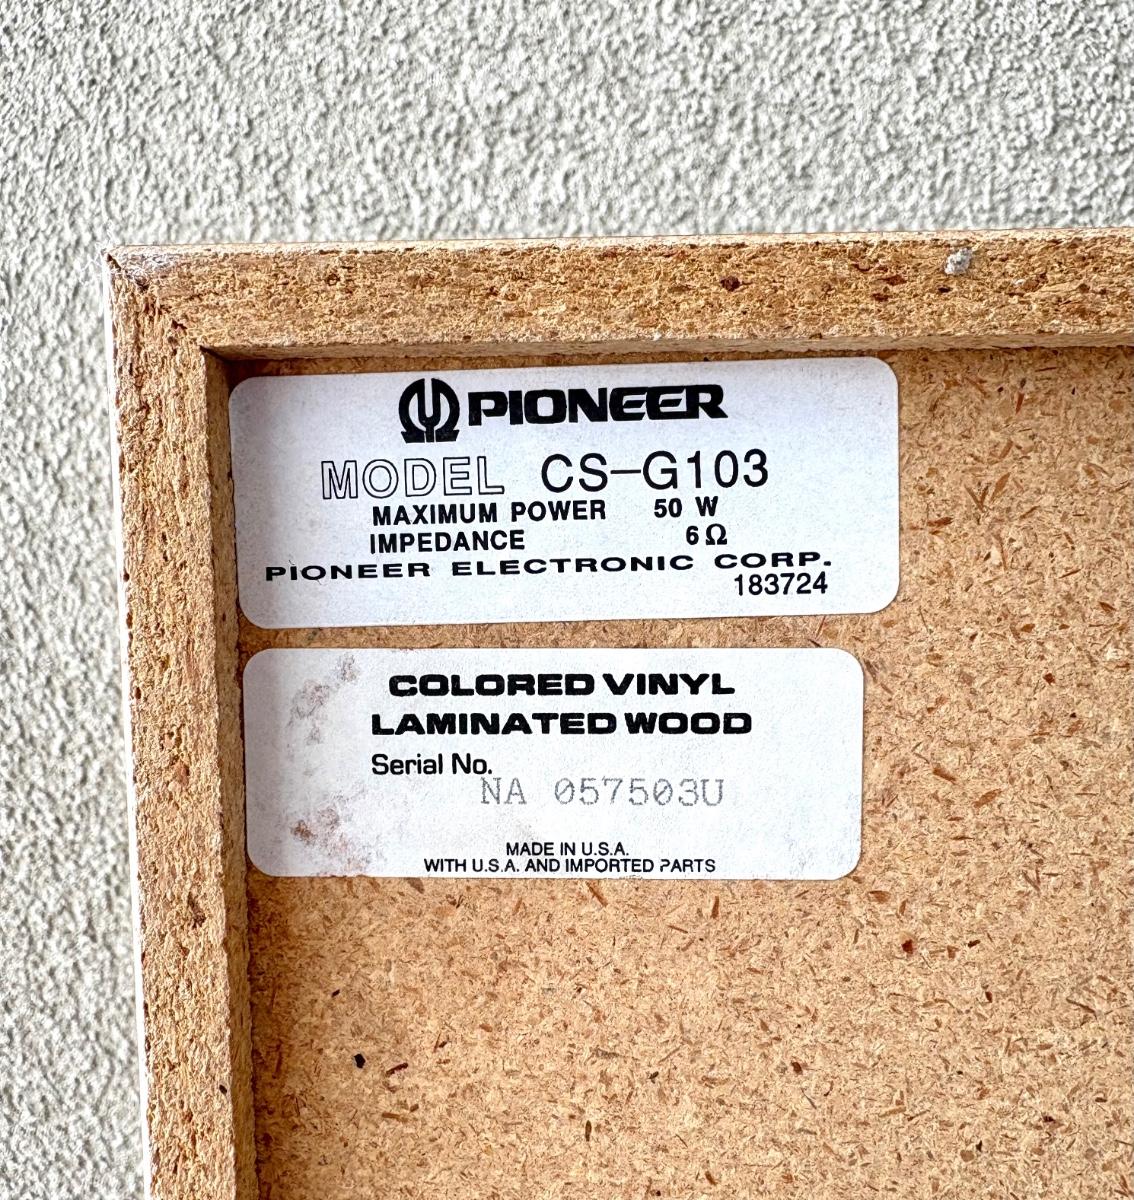 PIONEER
MODEL CS-G103
MAXIMUM POWER 50 W
IMPEDANCE 6Ω
PIONEER ELECTRONIC CORP.
183724
COLORED VINYL
LAMINATED WOOD
Serial No.
NA 057503U
MADE IN U.S.A.
WITH U.S.A. AND IMPORTED PARTS